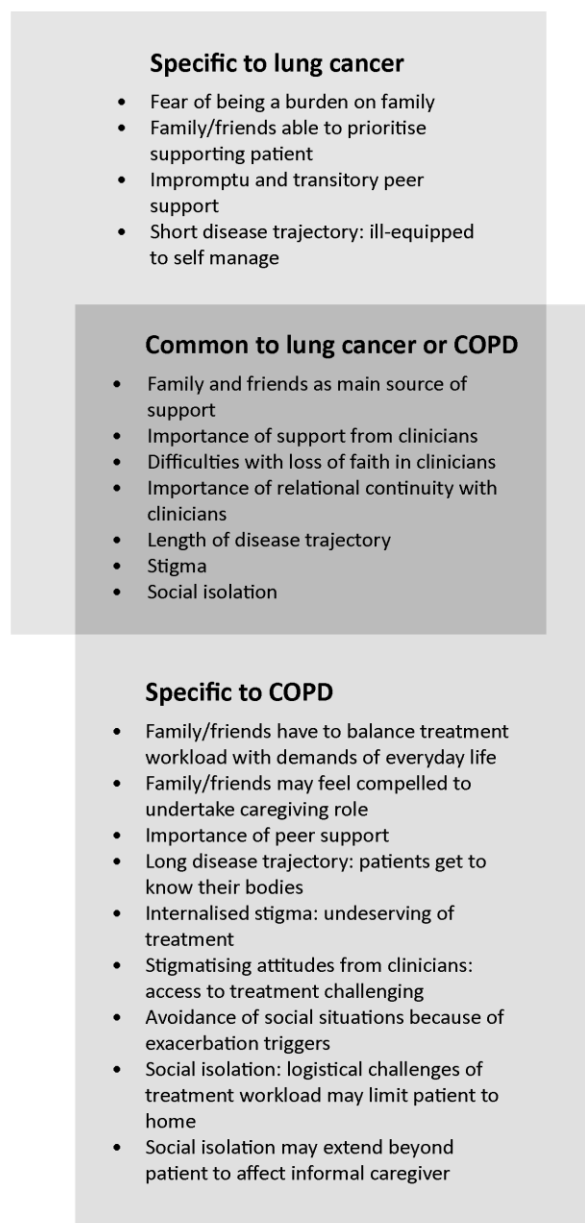 Specific to lung cancer
• Fear of being a burden on family
• Family/friends able to prioritise
supporting patient
• Impromptu and transitory peer
support
• Short disease trajectory: ill-equipped
to self manage
Common to lung cancer or COPD
• Family and friends as main source of
support
• Importance of support from clinicians
• Difficulties with loss of faith in clinicians
• Importance of relational continuity with
clinicians
• Length of disease trajectory
• Stigma
• Social isolation
Specific to COPD
• Family/friends have to balance treatment
workload with demands of everyday life
• Family/friends may feel compelled to
undertake caregiving role
• Importance of peer support
• Long disease trajectory: patients get to
know their bodies
• Internalised stigma: undeserving of
treatment
• Stigmatising attitudes from clinicians:
access to treatment challenging
• Avoidance of social situations because of
exacerbation triggers
• Social isolation: logistical challenges of
treatment workload may limit patient to
home
• Social isolation may extend beyond
patient to affect informal caregiver